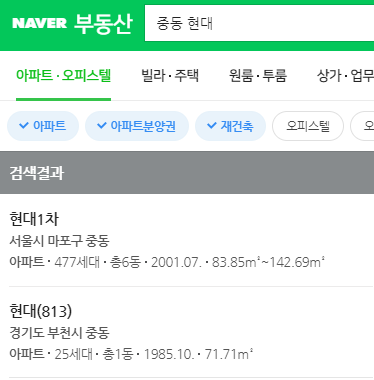 NAVER 부동산 중동 현대
아파트 · 오피스텔 빌라 · 주택 원룸 · 투룸 상가 · 업무
아파트 아파트분양권 재건축 오피스텔 오
검색결과
현대1차
서울시 마포구 중동
아파트 · 477세대 · 총6동 · 2001.07. · 83.85㎡~142.69㎡
현대(813)
경기도 부천시 중동
아파트 · 25세대 · 총1동 · 1985.10. · 71.71㎡